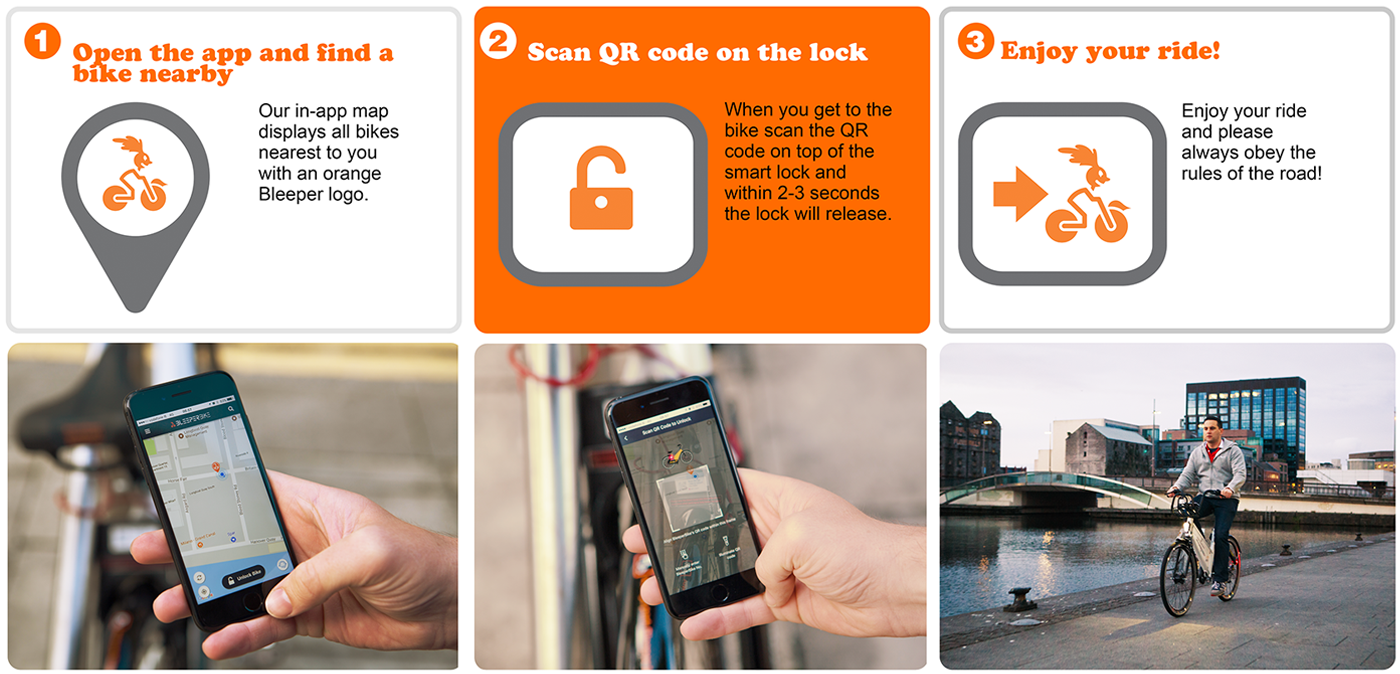 1
Open the app and find a
bike nearby
Our in-app map
displays all bikes
nearest to you
with an orange
Bleeper logo.
2
Scan QR code on the lock
When you get to the
bike scan the QR
code on top of the
smart lock and
within 2-3 seconds
the lock will release.
3
Enjoy your ride!
Enjoy your ride
and please
always obey the
rules of the road!
BLEEPERBIKE
Unlock Bike
Scan QR Code to Unlock